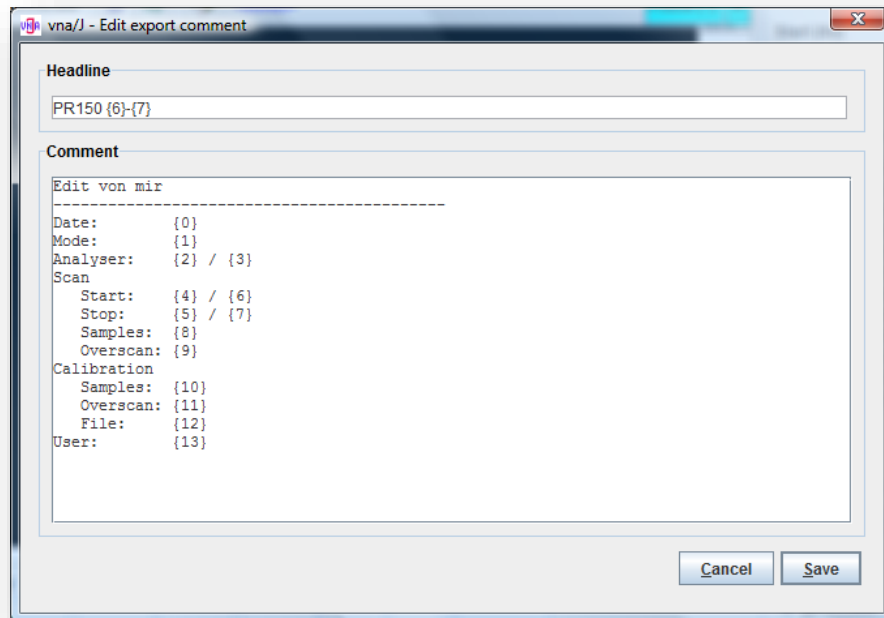 VNA vna/J - Edit export comment
Headline
PR150 {6}-{7}
Comment
Edit von mir
-------------------------------------------
Date: {0}
Mode: {1}
Analyser: {2} / {3}
Scan
Start: {4} / {6}
Stop: {5} / {7}
Samples: {8}
Overscan: {9}
Calibration
Samples: {10}
Overscan: {11}
File: {12}
User: {13}
Cancel Save